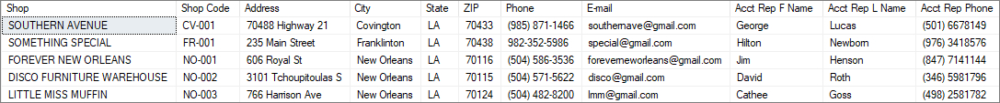 Shop Shop Code Address City State ZIP Phone E-mail Acct Rep F Name Acct Rep L Name Acct Rep Phone
SOUTHERN AVENUE CV-001 70488 Highway 21 Covington LA 70433 (985) 871-1466 southernave@gmail.com George Lucas (501) 6678149
SOMETHING SPECIAL FR-001 235 Main Street Franklinton LA 70438 982-352-5986 special@gmail.com Hilton Newborn (976) 3418576
FOREVER NEW ORLEANS NO-001 606 Royal St New Orleans LA 70116 (504) 586-3536 foreverneworleans@gmail.com Jim Henson (847) 7141144
DISCO FURNITURE WAREHOUSE NO-002 3101 Tchoupitoulas S New Orleans LA 70115 (504) 571-5622 disco@gmail.com David Roth (346) 5981796
LITTLE MISS MUFFIN NO-003 766 Harrison Ave New Orleans LA 70124 (504) 482-8200 lmm@gmail.com Cathee Goss (498) 2581782